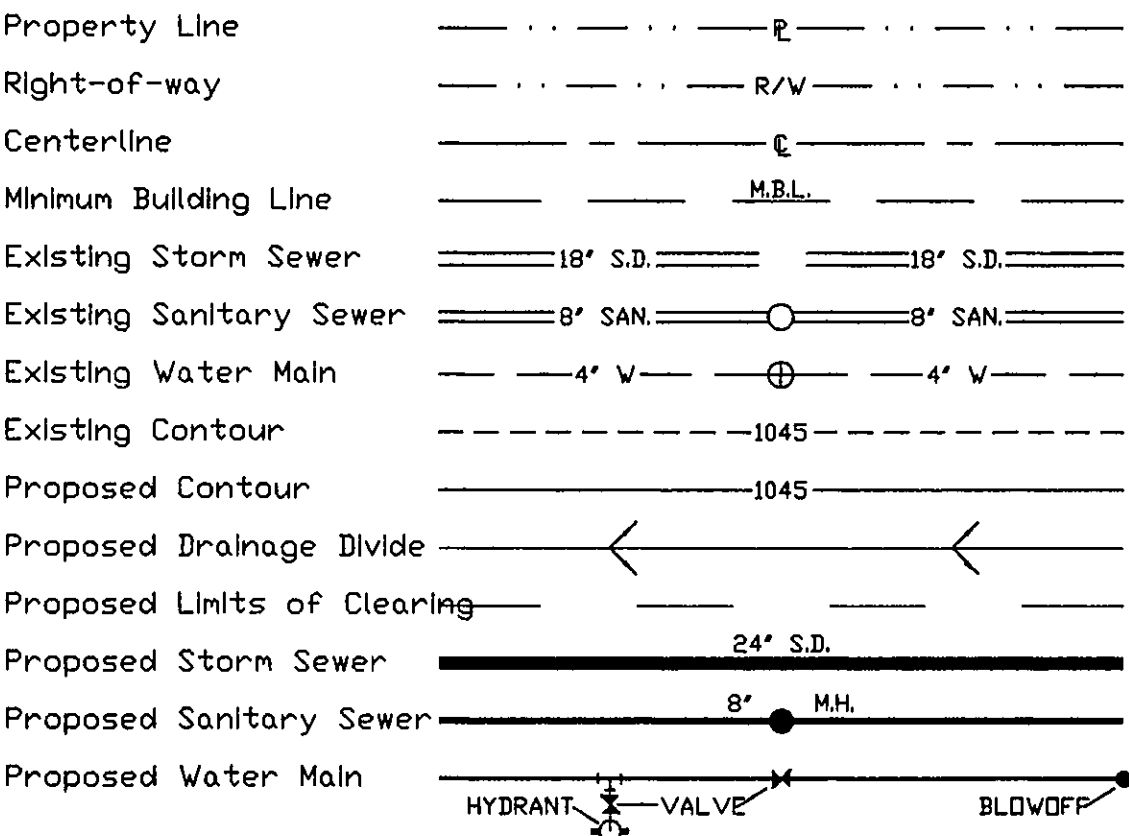 Property Line ℙL
Right-of-way R/W
Centerline ℄
Minimum Building Line M.B.L.
Existing Storm Sewer 18" S.D. 18" S.D.
Existing Sanitary Sewer 8" SAN. 8" SAN.
Existing Water Main 4" W 4" W
Existing Contour 1045
Proposed Contour 1045
Proposed Drainage Divide
Proposed Limits of Clearing
Proposed Storm Sewer 24" S.D.
Proposed Sanitary Sewer 8" M.H.
Proposed Water Main
HYDRANT VALVE BLOWOFF